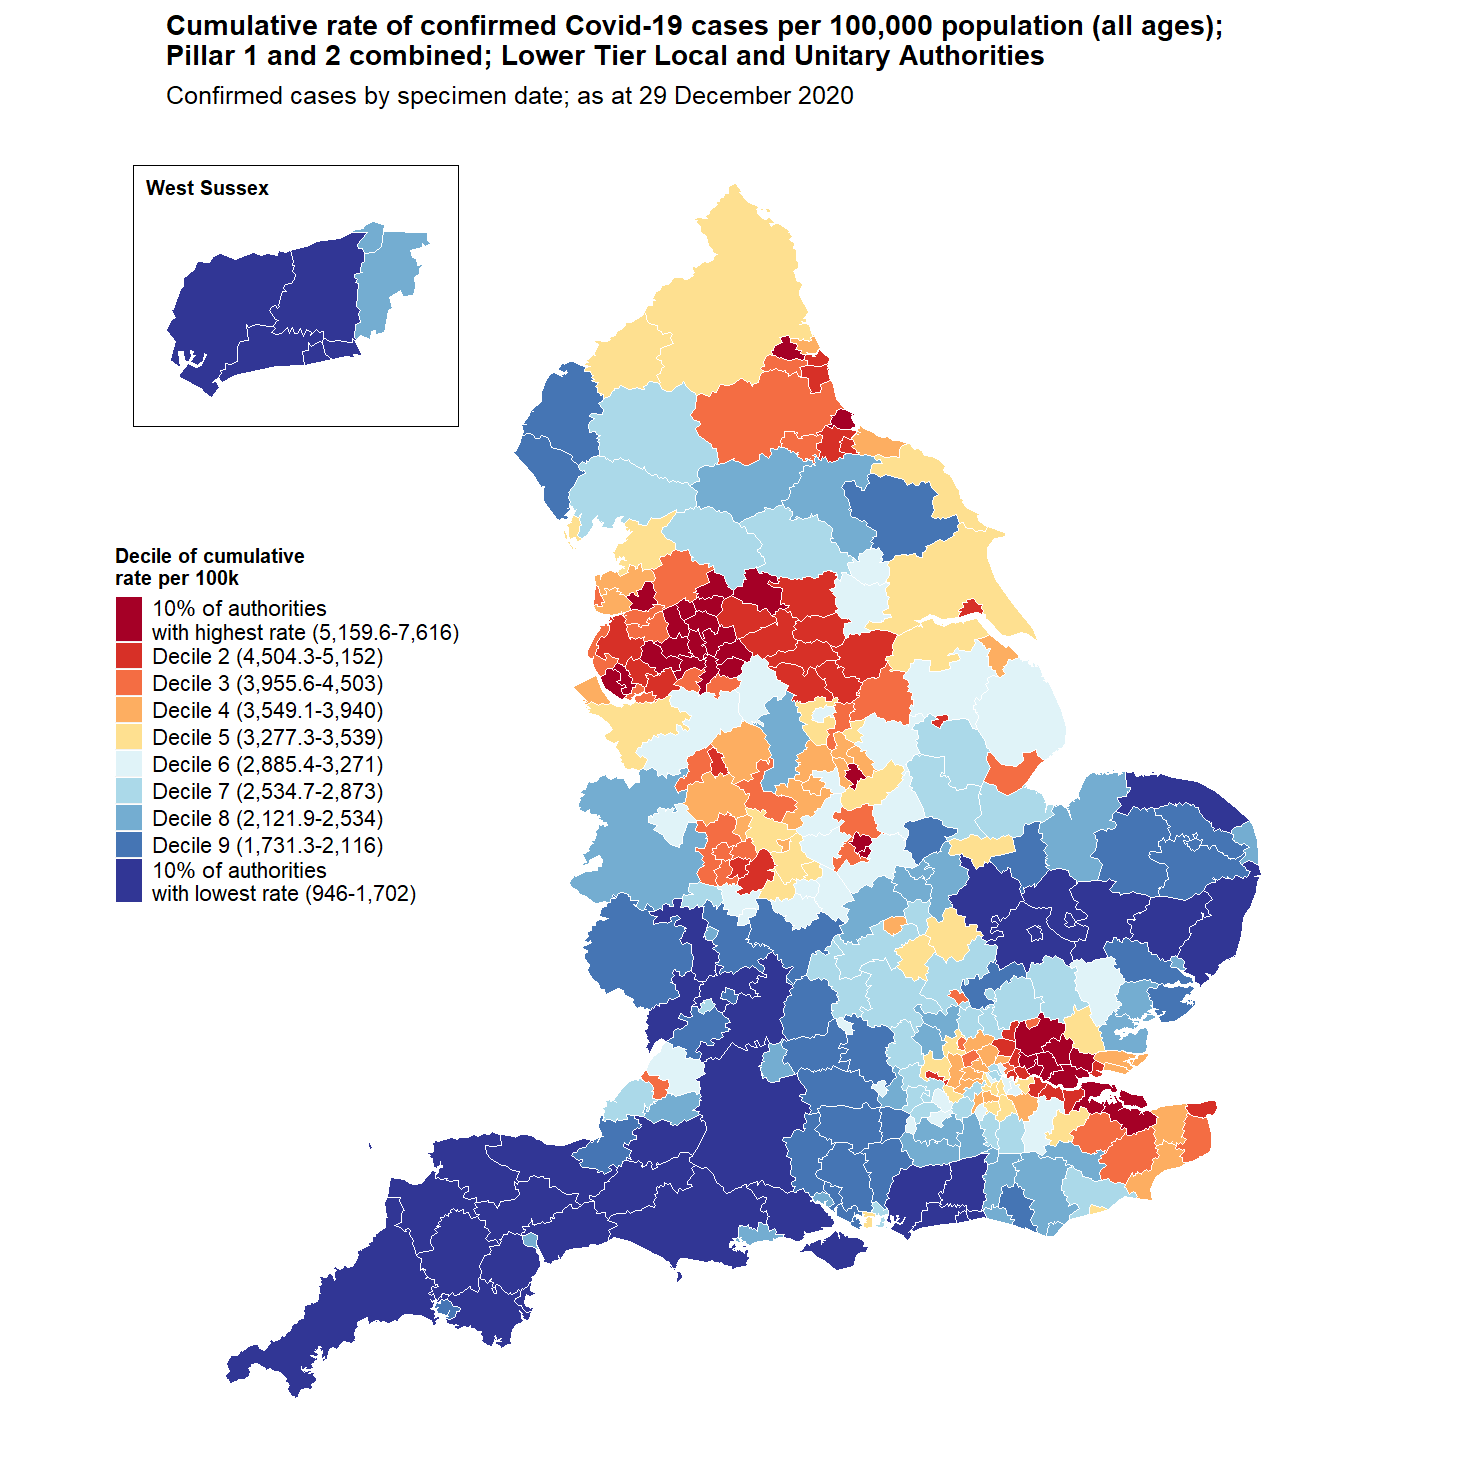 Cumulative rate of confirmed Covid-19 cases per 100,000 population (all ages);
Pillar 1 and 2 combined; Lower Tier Local and Unitary Authorities
Confirmed cases by specimen date; as at 29 December 2020
West Sussex
Decile of cumulative
rate per 100k
10% of authorities
with highest rate (5,159.6-7,616)
Decile 2 (4,504.3-5,152)
Decile 3 (3,955.6-4,503)
Decile 4 (3,549.1-3,940)
Decile 5 (3,277.3-3,539)
Decile 6 (2,885.4-3,271)
Decile 7 (2,534.7-2,873)
Decile 8 (2,121.9-2,534)
Decile 9 (1,731.3-2,116)
10% of authorities
with lowest rate (946-1,702)